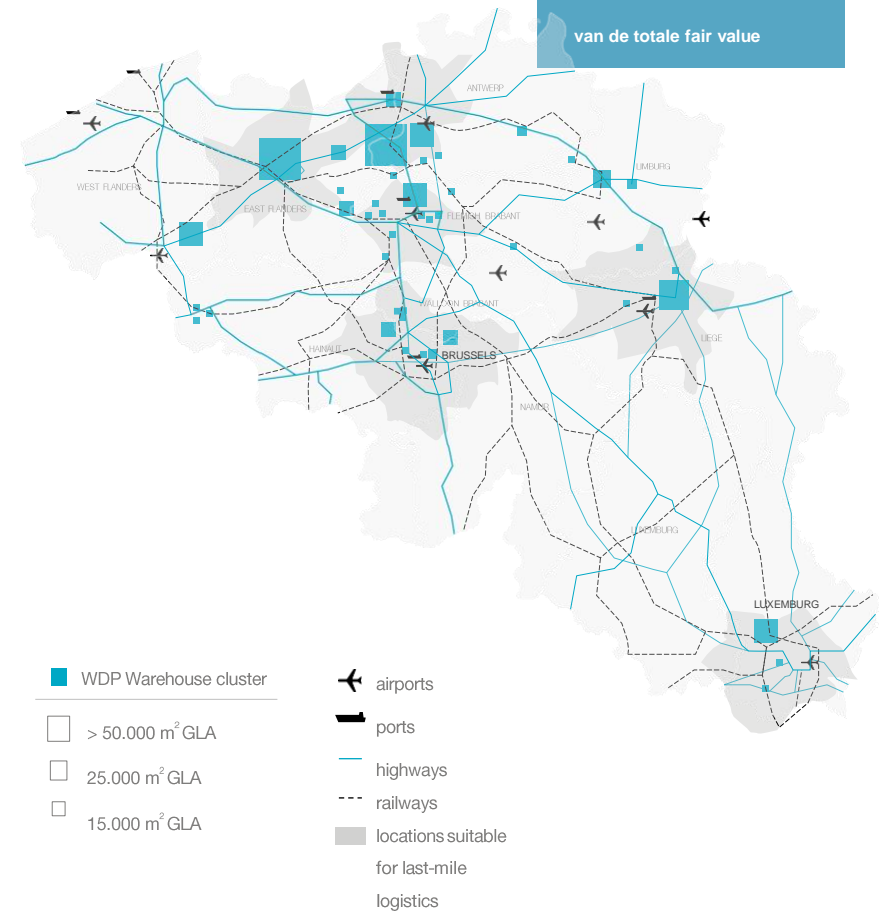 van de totale fair value
ANTWERP
LIMBURG
WEST FLANDERS
EAST FLANDERS
FLEMISH BRABANT
WALLOON BRABANT
LIEGE
HAINAUT
BRUSSELS
NAMUR
LUXEMBURG
LUXEMBURG
WDP Warehouse cluster
> 50.000 m² GLA
25.000 m² GLA
15.000 m² GLA
airports
ports
highways
railways
locations suitable
for last-mile
logistics